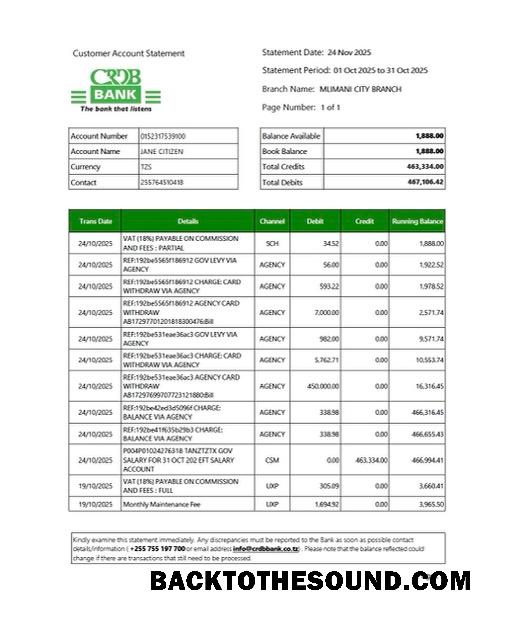 Customer Account Statement
CRDB
BANK
The bank that listens
Statement Date: 24 Nov 2025
Statement Period: 01 Oct 2025 to 31 Oct 2025
Branch Name: MLIMANI CITY BRANCH
Page Number: 1 of 1
Account Number 0152317539100
Account Name JANE CITIZEN
Currency TZS
Contact 255764510418
Balance Available 1,888.00
Book Balance 1,888.00
Total Credits 463,334.00
Total Debits 467,106.42
Trans Date Details Channel Debit Credit Running Balance
VAT (18%) PAYABLE ON COMMISSION
24/10/2025 AND FEES : PARTIAL SCH 34.52 0.00 1,888.00
REF:192be5565f186912 GOV LEVY VIA
24/10/2025 AGENCY AGENCY 56.00 0.00 1,922.52
REF:192be5565f186912 CHARGE: CARD
24/10/2025 WITHDRAW VIA AGENCY AGENCY 593.22 0.00 1,978.52
REF:192be5565f186912 AGENCY CARD
24/10/2025 WITHDRAW AGENCY 7,000.00 0.00 2,571.74
AB17297701201818300476:Bill
REF:192be531eae36ac3 GOV LEVY VIA
24/10/2025 AGENCY AGENCY 982.00 0.00 9,571.74
REF:192be531eae36ac3 CHARGE: CARD
24/10/2025 WITHDRAW VIA AGENCY AGENCY 5,762.71 0.00 10,553.74
REF:192be531eae36ac3 AGENCY CARD
24/10/2025 WITHDRAW AGENCY 450,000.00 0.00 16,316.45
AB17297699707723121880:Bill
REF:192be42ed3d5096f CHARGE:
24/10/2025 BALANCE VIA AGENCY AGENCY 338.98 0.00 466,316.45
REF:192be41f635b29b3 CHARGE:
24/10/2025 BALANCE VIA AGENCY AGENCY 338.98 0.00 466,655.43
P004P01024276318 TANZTZTX GOV
24/10/2025 SALARY FOR 31 OCT 202 EFT SALARY CSM 0.00 463,334.00 466,994.41
ACCOUNT
VAT (18%) PAYABLE ON COMMISSION
19/10/2025 AND FEES : FULL UXP 305.09 0.00 3,660.41
19/10/2025 Monthly Maintenance Fee UXP 1,694.92 0.00 3,965.50
Kindly examine this statement immediately. Any discrepancies must be reported to the Bank as soon as possible contact
details/information ( +255 755 197 700 or email address info@crdbbank.co.tz) . Please note that the balance reflected could
change if there are transactions that still need to be processed.
BACKTOTHESOUND.COM